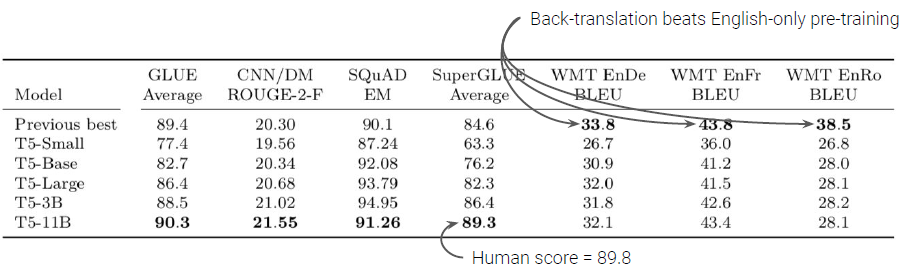 Back-translation beats English-only pre-training
GLUE CNN/DM SQuAD SuperGLUE WMT EnDe WMT EnFr WMT EnRo
Model Average ROUGE-2-F EM Average BLEU BLEU BLEU
Previous best 89.4 20.30 90.1 84.6 33.8 43.8 38.5
T5-Small 77.4 19.56 87.24 63.3 26.7 36.0 26.8
T5-Base 82.7 20.34 92.08 76.2 30.9 41.2 28.0
T5-Large 86.4 20.68 93.79 82.3 32.0 41.5 28.1
T5-3B 88.5 21.02 94.95 86.4 31.8 42.6 28.2
T5-11B 90.3 21.55 91.26 89.3 32.1 43.4 28.1
Human score = 89.8